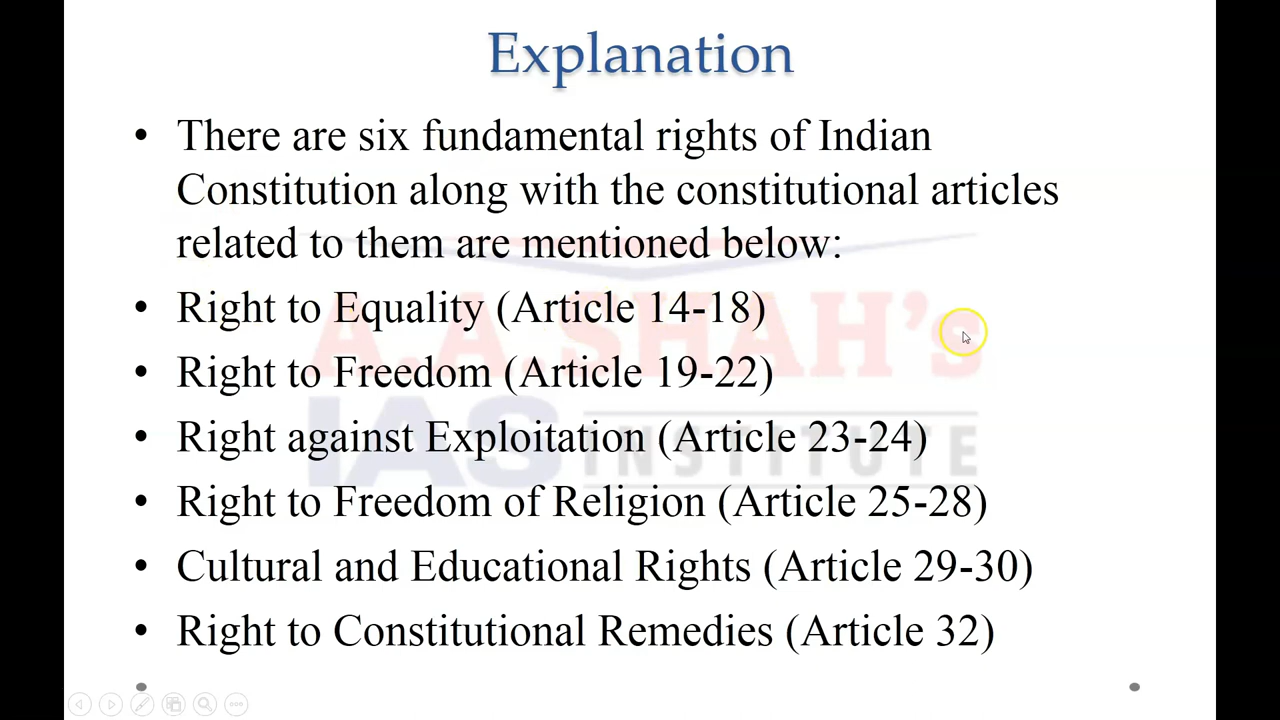 Explanation
• There are six fundamental rights of Indian
Constitution along with the constitutional articles
related to them are mentioned below:
• Right to Equality (Article 14-18)
• Right to Freedom (Article 19-22)
• Right against Exploitation (Article 23-24)
• Right to Freedom of Religion (Article 25-28)
• Cultural and Educational Rights (Article 29-30)
• Right to Constitutional Remedies (Article 32)
A.A.SHAH's
IAS INSTITUTE